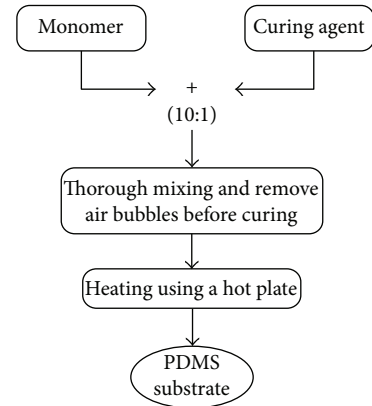 Monomer
Curing agent
+
(10:1)
Thorough mixing and remove
air bubbles before curing
Heating using a hot plate
PDMS
substrate